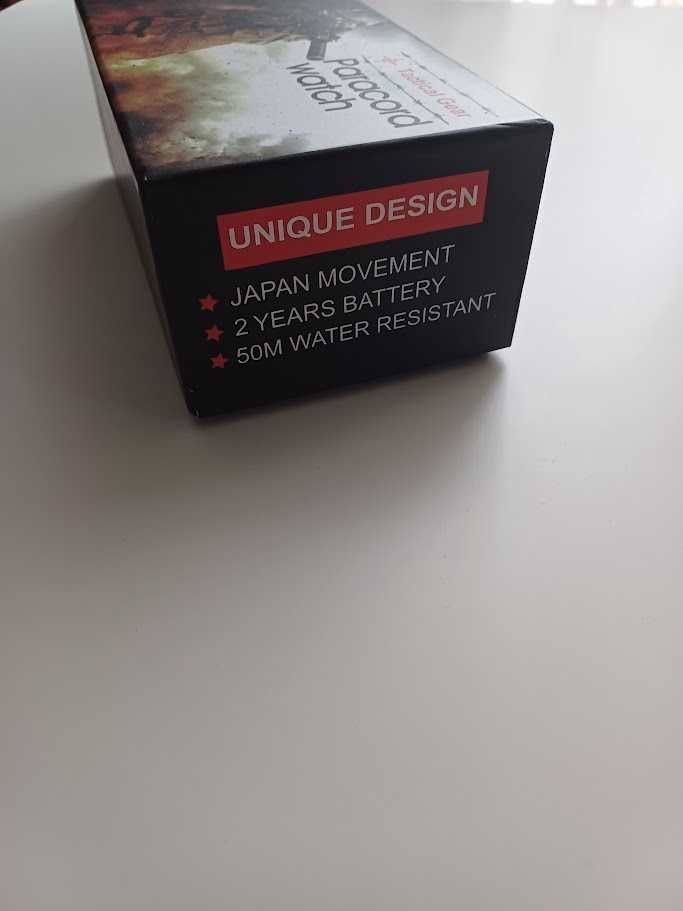 Tactical Gear
Paracord
watch
UNIQUE DESIGN
JAPAN MOVEMENT
2 YEARS BATTERY
50M WATER RESISTANT